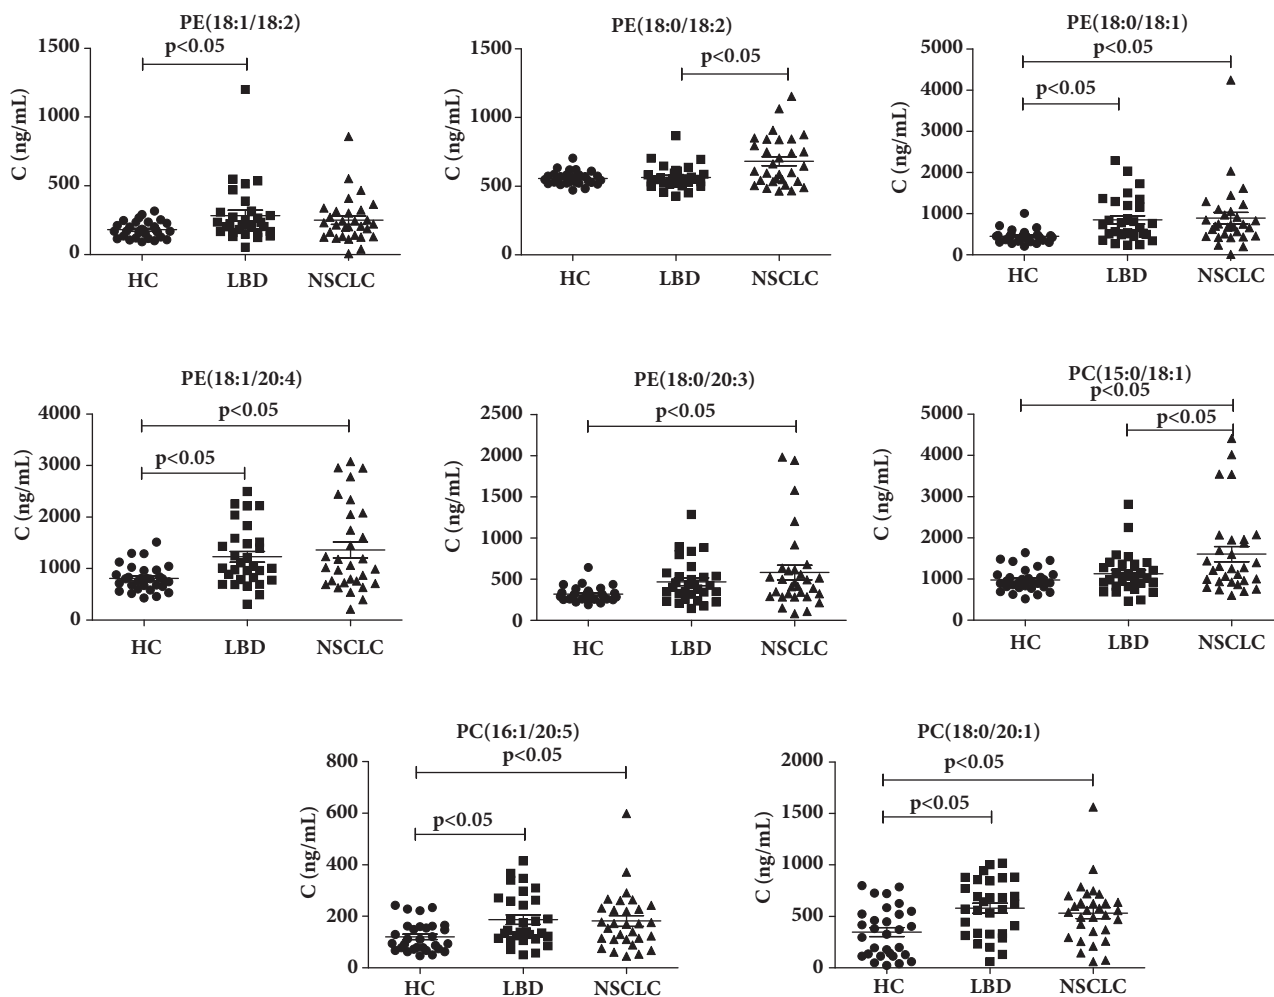 PE(18:1/18:2)
p<0.05
C (ng/mL)
1500
1000
500
0
HC
LBD
NSCLC
PE(18:0/18:2)
p<0.05
C (ng/mL)
1500
1000
500
0
HC
LBD
NSCLC
PE(18:0/18:1)
p<0.05
p<0.05
C (ng/mL)
5000
4000
3000
2000
1000
0
HC
LBD
NSCLC
PE(18:1/20:4)
p<0.05
p<0.05
C (ng/mL)
4000
3000
2000
1000
0
HC
LBD
NSCLC
PE(18:0/20:3)
p<0.05
C (ng/mL)
2500
2000
1500
1000
500
0
HC
LBD
NSCLC
PC(15:0/18:1)
p<0.05
p<0.05
C (ng/mL)
5000
4000
3000
2000
1000
0
HC
LBD
NSCLC
PC(16:1/20:5)
p<0.05
p<0.05
C (ng/mL)
800
600
400
200
0
HC
LBD
NSCLC
PC(18:0/20:1)
p<0.05
p<0.05
C (ng/mL)
2000
1500
1000
500
0
HC
LBD
NSCLC